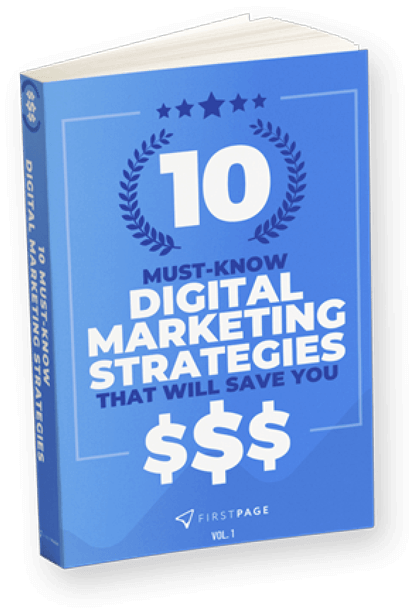 10
MUST-KNOW
DIGITAL
MARKETING
STRATEGIES
THAT WILL SAVE YOU
$$$
FIRSTPAGE
VOL.1
$$$
10 MUST-KNOW
DIGITAL MARKETING STRATEGIES